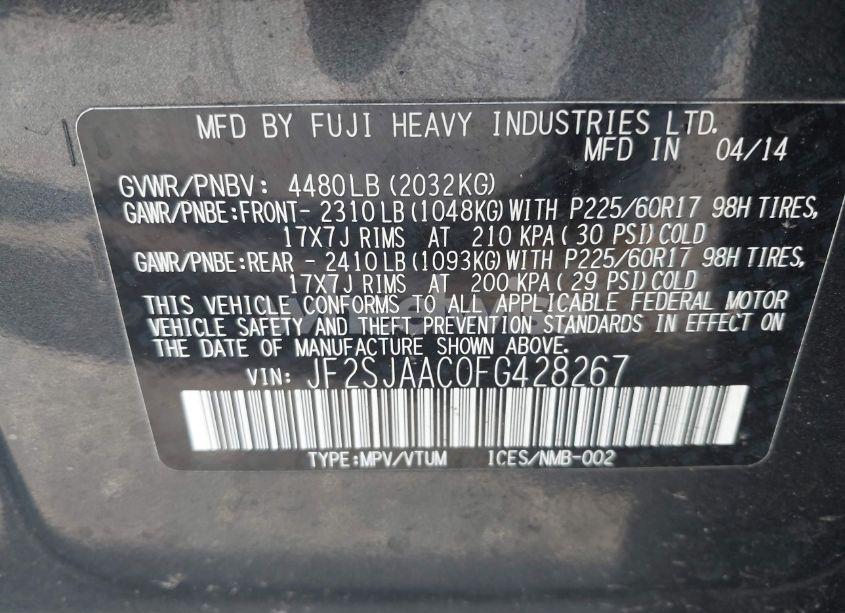 MFD BY FUJI HEAVY INDUSTRIES LTD.
MFD IN 04/14
GVWR/PNBV: 4480LB(2032KG)
GAWR/PNBE:FRONT- 2310LB(1048KG)WITH P225/60R17 98H TIRES,
17X7J RIMS AT 210 KPA( 30 PSI)COLD
GAWR/PNBE:REAR - 2410LB(1093KG)WITH P225/60R17 98H TIRES,
17X7J RIMS AT 200 KPA( 29 PSI)COLD
THIS VEHICLE CONFORMS TO ALL APPLICABLE FEDERAL MOTOR
VEHICLE SAFETY AND THEFT PREVENTION STANDARDS IN EFFECT ON
THE DATE OF MANUFACTURE SHOWN ABOVE.
VIN: JF2SJAAC0FG428267
TYPE:MPV/VTUM ICES/NMB-002